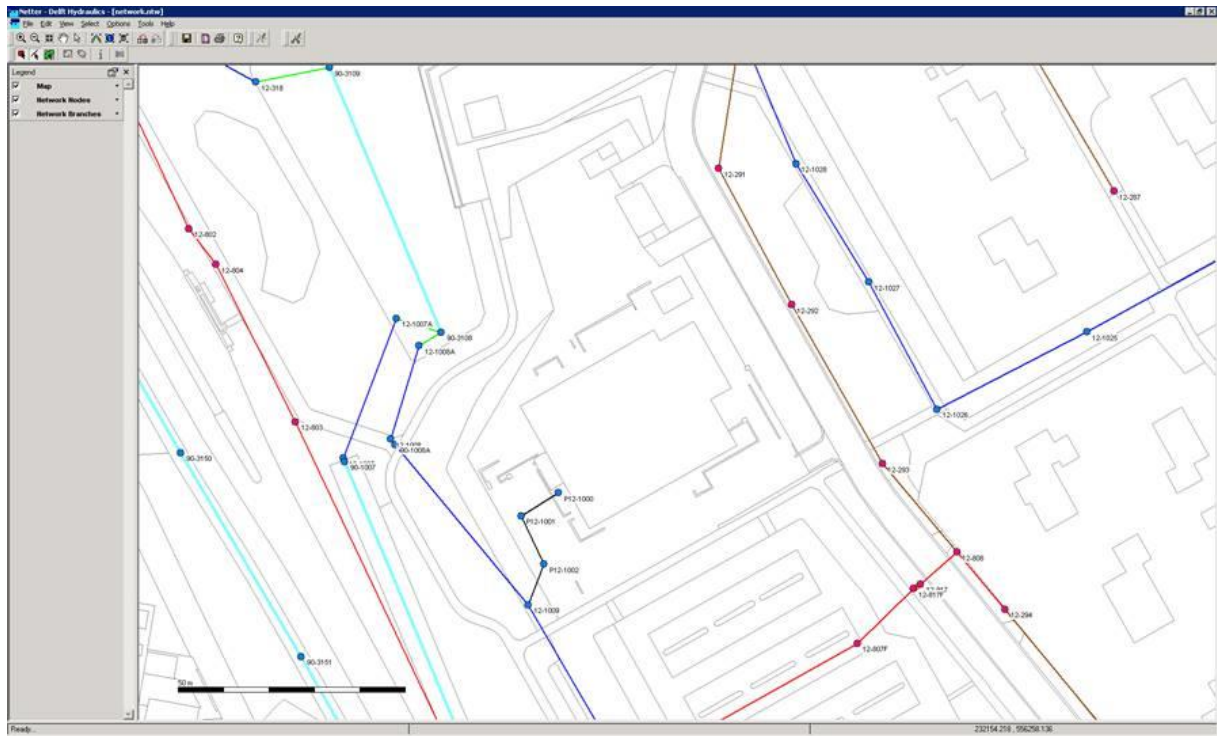 Netter - Delft Hydraulics - [network.ntw]
File Edit View Select Options Tools Help
Legend
Map
Network Nodes
Network Branches
12-318
90-3109
12-291
12-1028
12-287
12-802
12-804
12-1027
12-292
12-1007A
90-3108
12-1008A
12-1025
12-1026
12-803
90-1008A
90-3150
90-1007
12-293
P12-1000
P12-1001
12-808
P12-1002
12-817F
12-1009
12-294
12-807F
90-3151
50 m
Ready...
232154.218 , 556258.136